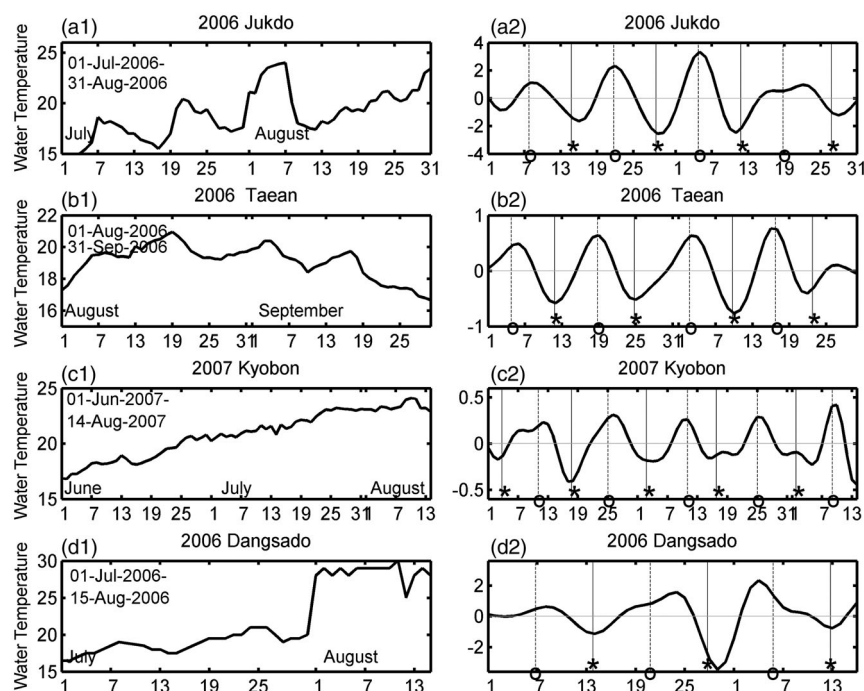 (a1) 2006 Jukdo
Water Temperature
25
20
15
01-Jul-2006-
31-Aug-2006
July August
1 7 13 19 25 1 7 13 19 25 31
(a2) 2006 Jukdo
4
2
0
-2
-4
* * * *
o o o o
1 7 13 19 25 1 7 13 19 25 31
(b1) 2006 Taean
Water Temperature
22
20
18
16
01-Aug-2006
31-Sep-2006
August September
1 7 13 19 25 31 1 7 13 19 25
(b2) 2006 Taean
1
0
-1
* * * *
o o o o
1 7 13 19 25 31 1 7 13 19 25
(c1) 2007 Kyobon
Water Temperature
25
20
15
01-Jun-2007-
14-Aug-2007
June July August
1 7 13 19 25 1 7 13 19 25 31 1 7 13
(c2) 2007 Kyobon
0.5
0
-0.5
* * * * *
o o o o o
1 7 13 19 25 1 7 13 19 25 31 1 7 13
(d1) 2006 Dangsado
Water Temperature
30
25
20
15
01-Jul-2006-
15-Aug-2006
July August
1 7 13 19 25 1 7 13
(d2) 2006 Dangsado
2
0
-2
* * *
o o o
1 7 13 19 25 1 7 13